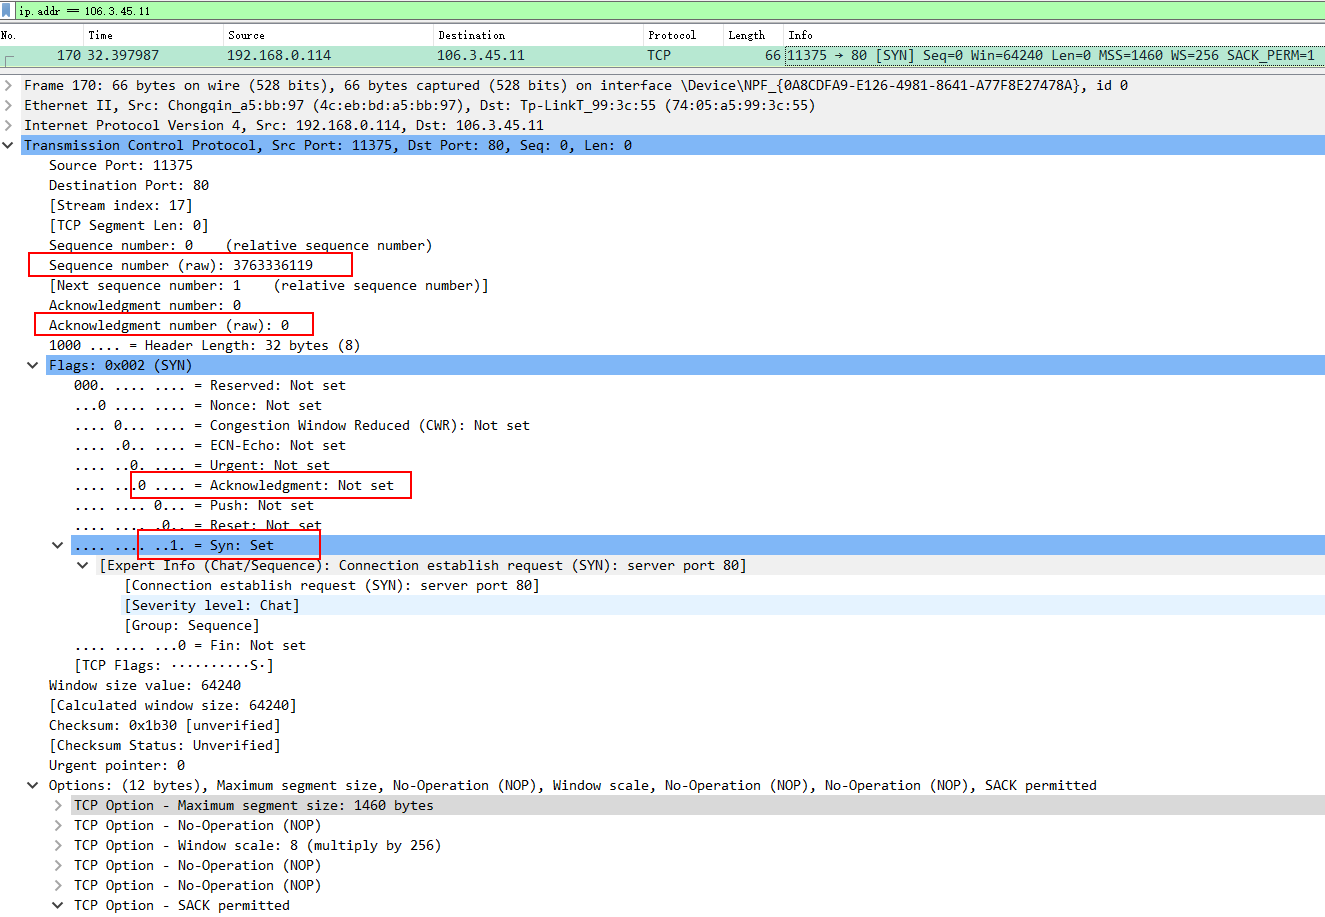 ip.addr == 106.3.45.11
No. Time Source Destination Protocol Length Info
170 32.397987 192.168.0.114 106.3.45.11 TCP 66 11375 → 80 [SYN] Seq=0 Win=64240 Len=0 MSS=1460 WS=256 SACK_PERM=1
Frame 170: 66 bytes on wire (528 bits), 66 bytes captured (528 bits) on interface \Device\NPF_{0A8CDFA9-E126-4981-8641-A77F8E27478A}, id 0
Ethernet II, Src: Chongqin_a5:bb:97 (4c:eb:bd:a5:bb:97), Dst: Tp-LinkT_99:3c:55 (74:05:a5:99:3c:55)
Internet Protocol Version 4, Src: 192.168.0.114, Dst: 106.3.45.11
Transmission Control Protocol, Src Port: 11375, Dst Port: 80, Seq: 0, Len: 0
Source Port: 11375
Destination Port: 80
[Stream index: 17]
[TCP Segment Len: 0]
Sequence number: 0    (relative sequence number)
Sequence number (raw): 3763336119
[Next sequence number: 1    (relative sequence number)]
Acknowledgment number: 0
Acknowledgment number (raw): 0
1000 .... = Header Length: 32 bytes (8)
Flags: 0x002 (SYN)
000. .... .... = Reserved: Not set
...0 .... .... = Nonce: Not set
.... 0... .... = Congestion Window Reduced (CWR): Not set
.... .0.. .... = ECN-Echo: Not set
.... ..0. .... = Urgent: Not set
.... ...0 .... = Acknowledgment: Not set
.... .... 0... = Push: Not set
.... .... .0.. = Reset: Not set
.... .... ..1. = Syn: Set
[Expert Info (Chat/Sequence): Connection establish request (SYN): server port 80]
[Connection establish request (SYN): server port 80]
[Severity level: Chat]
[Group: Sequence]
.... .... ...0 = Fin: Not set
[TCP Flags: ··········S·]
Window size value: 64240
[Calculated window size: 64240]
Checksum: 0x1b30 [unverified]
[Checksum Status: Unverified]
Urgent pointer: 0
Options: (12 bytes), Maximum segment size, No-Operation (NOP), Window scale, No-Operation (NOP), No-Operation (NOP), SACK permitted
TCP Option - Maximum segment size: 1460 bytes
TCP Option - No-Operation (NOP)
TCP Option - Window scale: 8 (multiply by 256)
TCP Option - No-Operation (NOP)
TCP Option - No-Operation (NOP)
TCP Option - SACK permitted